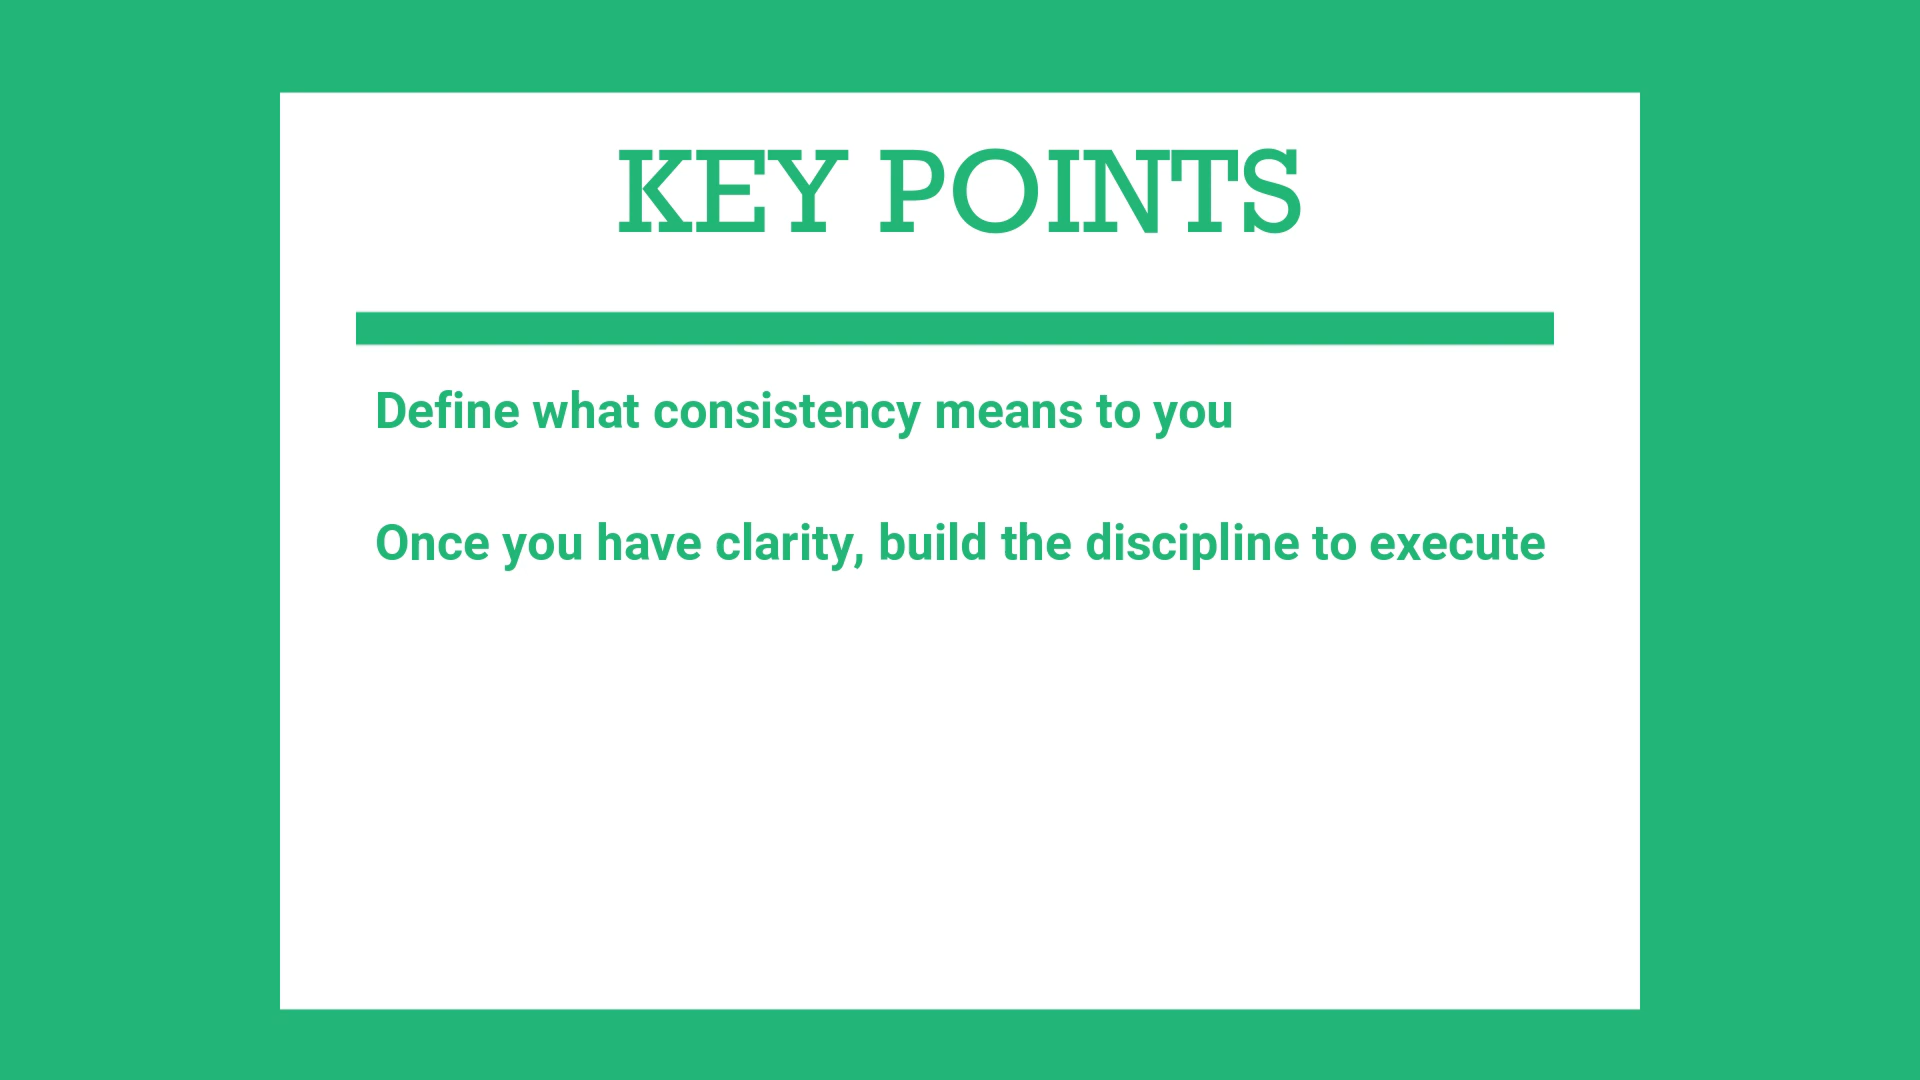 KEY POINTS
Define what consistency means to you
Once you have clarity, build the discipline to execute